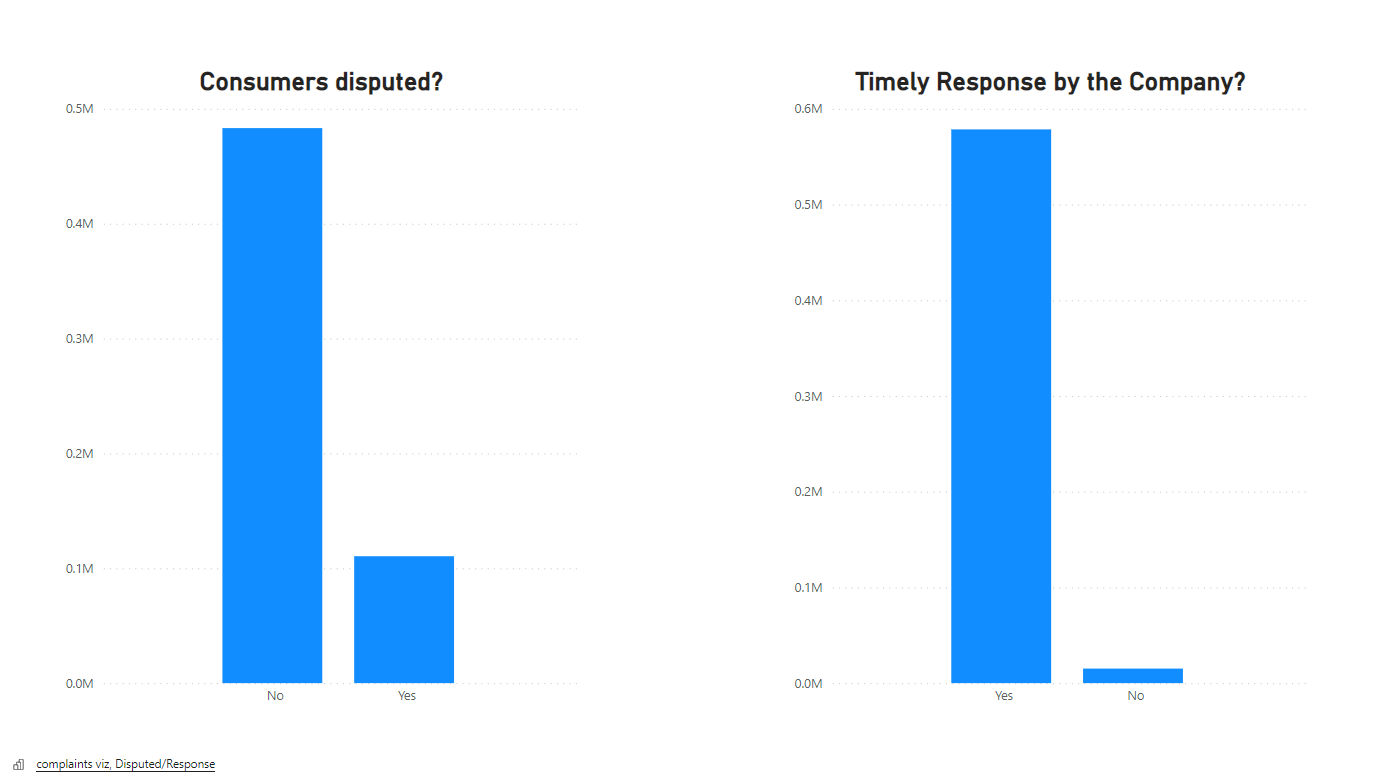 Consumers disputed?
0.5M
0.4M
0.3M
0.2M
0.1M
0.0M
No Yes
Timely Response by the Company?
0.6M
0.5M
0.4M
0.3M
0.2M
0.1M
0.0M
Yes No
complaints viz, Disputed/Response